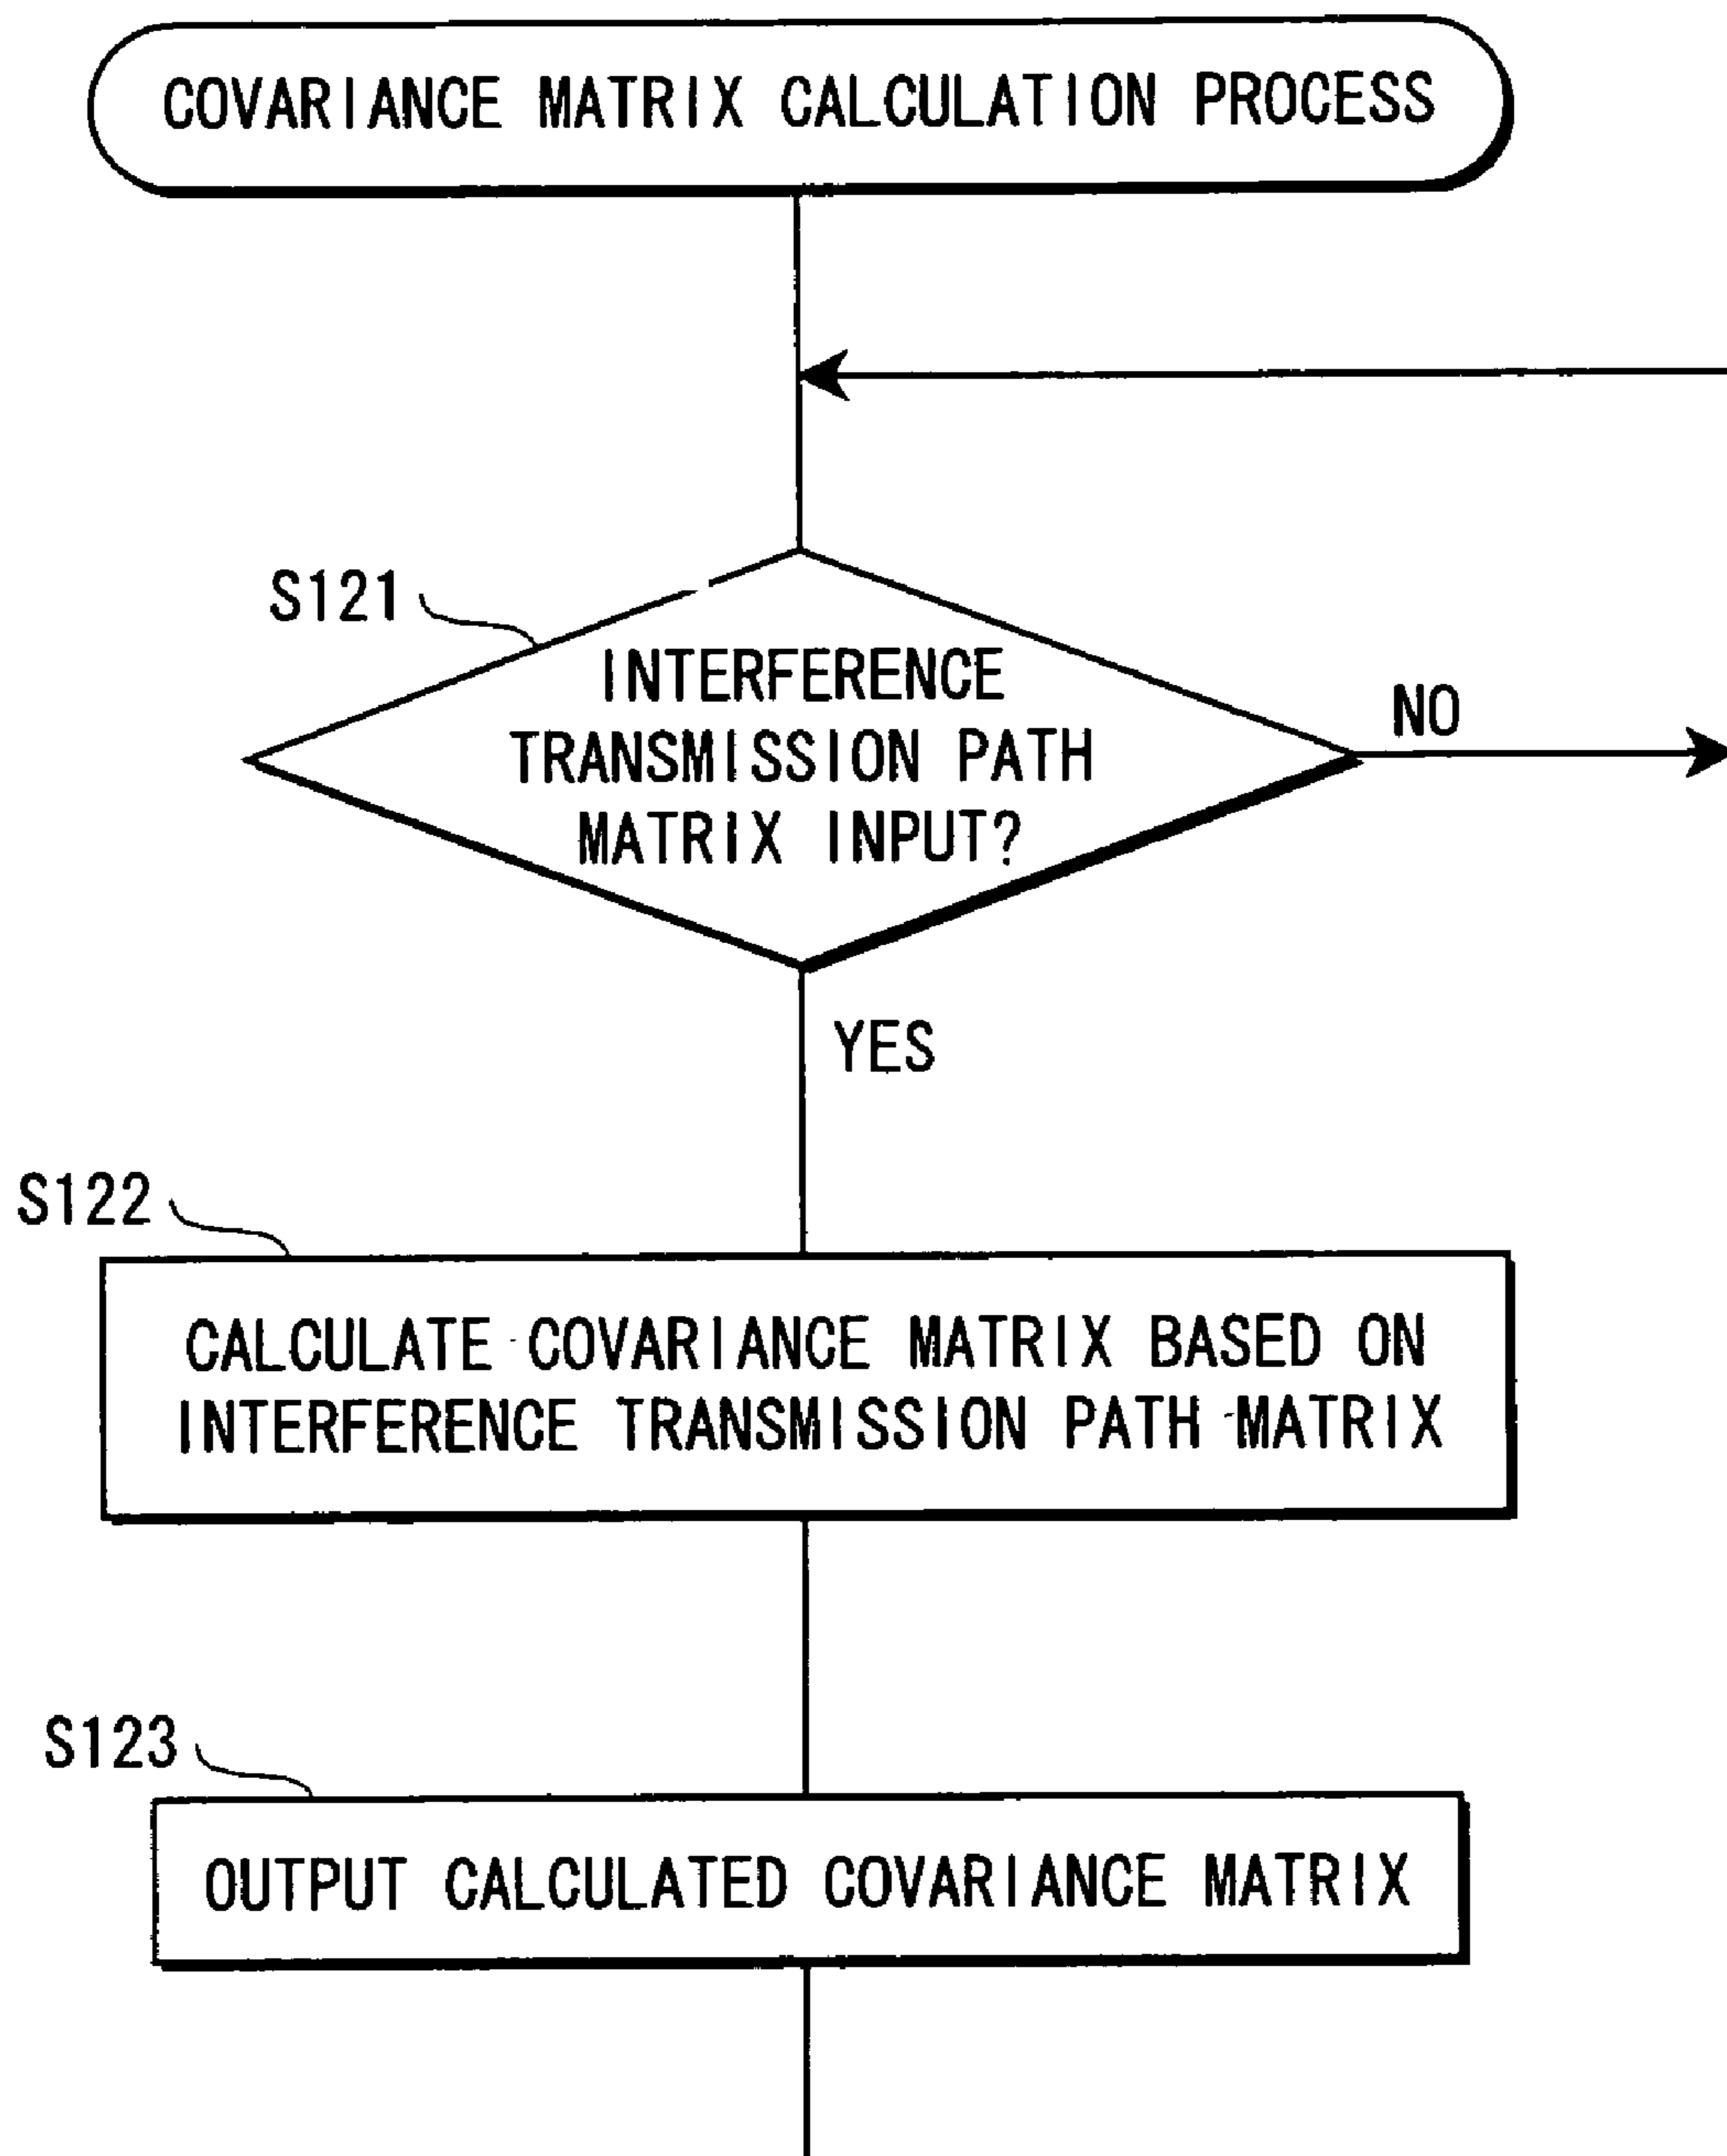 COVARIANCE MATRIX CALCULATION PROCESS
S121
INTERFERENCE
TRANSMISSION PATH
MATRIX INPUT?
NO
YES
S122
CALCULATE COVARIANCE MATRIX BASED ON
INTERFERENCE TRANSMISSION PATH MATRIX
S123
OUTPUT CALCULATED COVARIANCE MATRIX